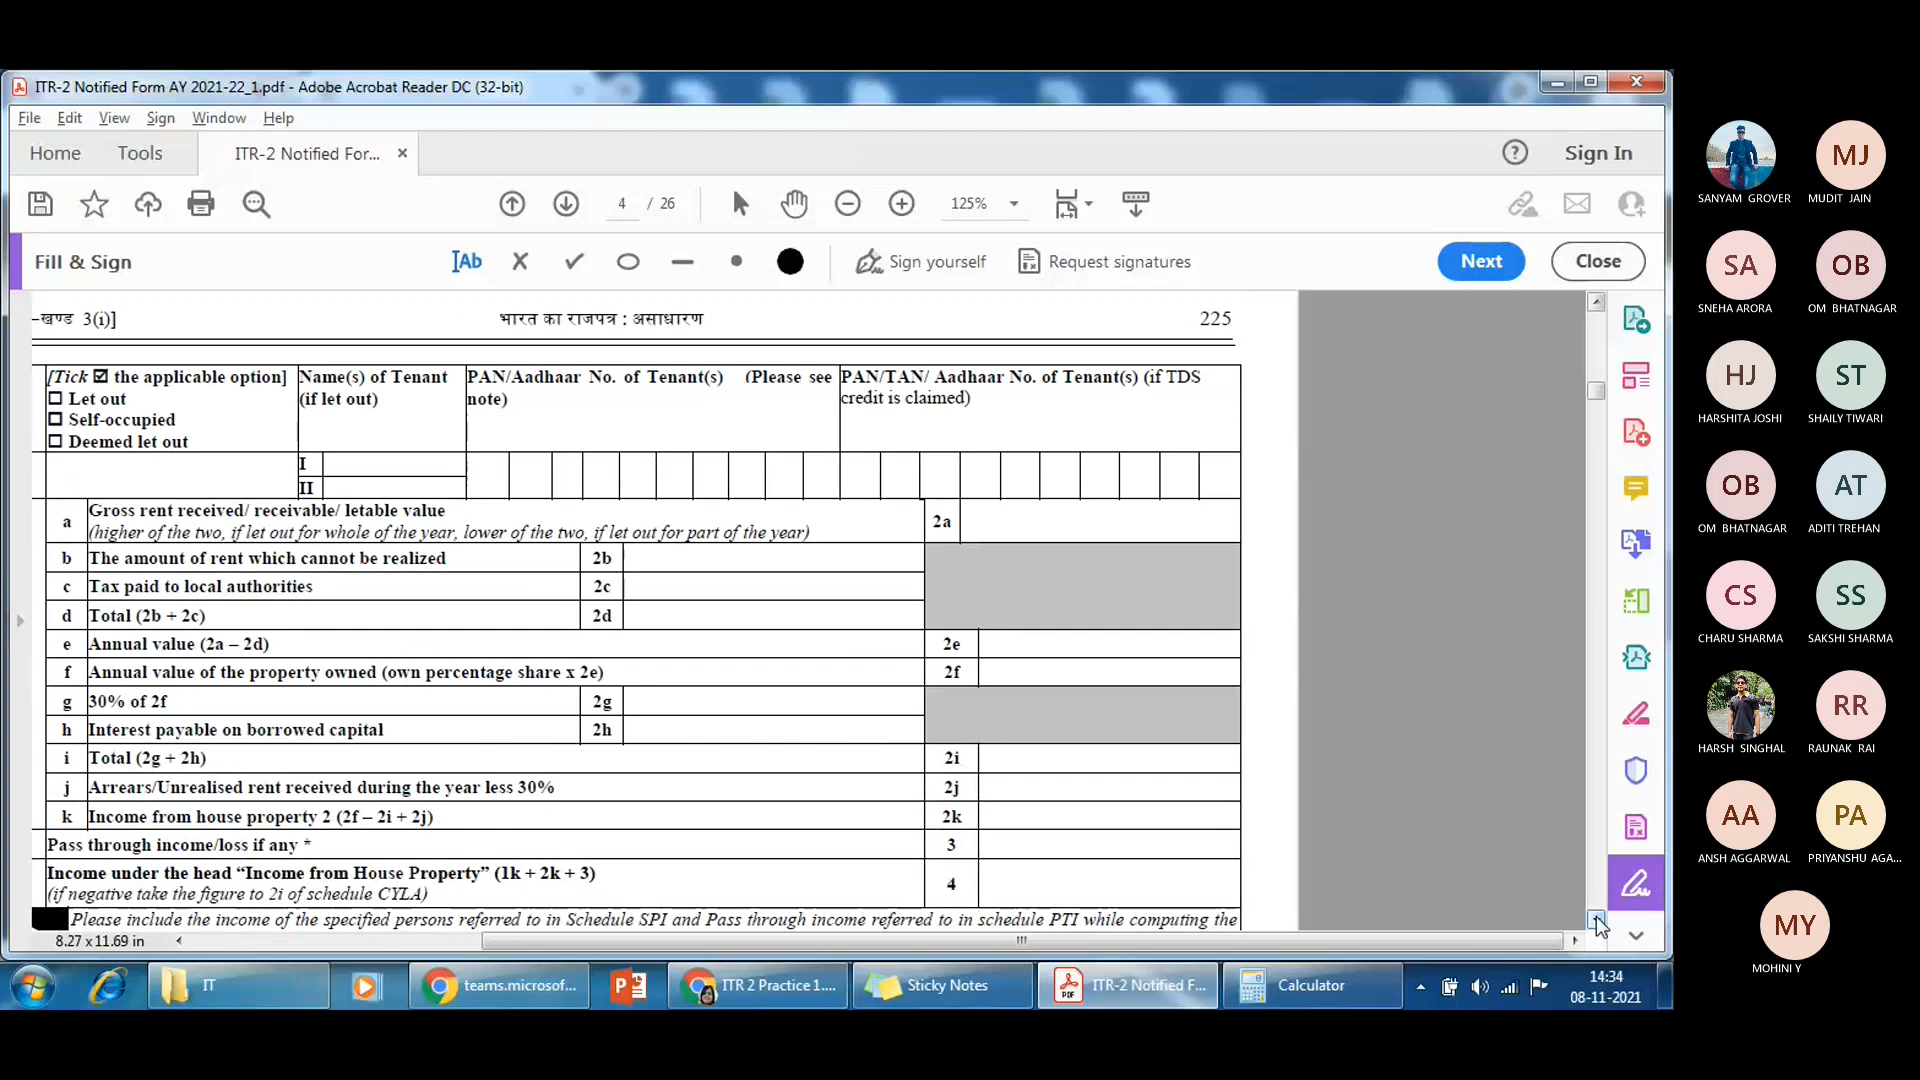 ITR-2 Notified Form AY 2021-22_1.pdf - Adobe Acrobat Reader DC (32-bit)
File Edit View Sign Window Help
Home Tools ITR-2 Notified For... × Sign In
4 / 26 125%
Fill & Sign Ab Sign yourself Request signatures Next Close
-खण्ड 3(i)] भारत का राजपत्र : असाधारण 225
[Tick ☑ the applicable option]
☐ Let out
☐ Self-occupied
☐ Deemed let out
Name(s) of Tenant
(if let out)
PAN/Aadhaar No. of Tenant(s) (Please see
note)
PAN/TAN/ Aadhaar No. of Tenant(s) (if TDS
credit is claimed)
I
II
a Gross rent received/ receivable/ letable value 2a
(higher of the two, if let out for whole of the year, lower of the two, if let out for part of the year)
b The amount of rent which cannot be realized 2b
c Tax paid to local authorities 2c
d Total (2b + 2c) 2d
e Annual value (2a – 2d) 2e
f Annual value of the property owned (own percentage share x 2e) 2f
g 30% of 2f 2g
h Interest payable on borrowed capital 2h
i Total (2g + 2h) 2i
j Arrears/Unrealised rent received during the year less 30% 2j
k Income from house property 2 (2f – 2i + 2j) 2k
Pass through income/loss if any * 3
Income under the head “Income from House Property” (1k + 2k + 3) 4
(if negative take the figure to 2i of schedule CYLA)
Please include the income of the specified persons referred to in Schedule SPI and Pass through income referred to in schedule PTI while computing the
8.27 x 11.69 in
IT teams.microsof... ITR 2 Practice 1.... Sticky Notes ITR-2 Notified F... Calculator
14:34
08-11-2021
SANYAM GROVER
MJ
MUDIT JAIN
SA
SNEHA ARORA
OB
OM BHATNAGAR
HJ
HARSHITA JOSHI
ST
SHAILY TIWARI
OB
OM BHATNAGAR
AT
ADITI TREHAN
CS
CHARU SHARMA
SS
SAKSHI SHARMA
HARSH SINGHAL
RR
RAUNAK RAI
AA
ANSH AGGARWAL
PA
PRIYANSHU AGA...
MY
MOHINI Y